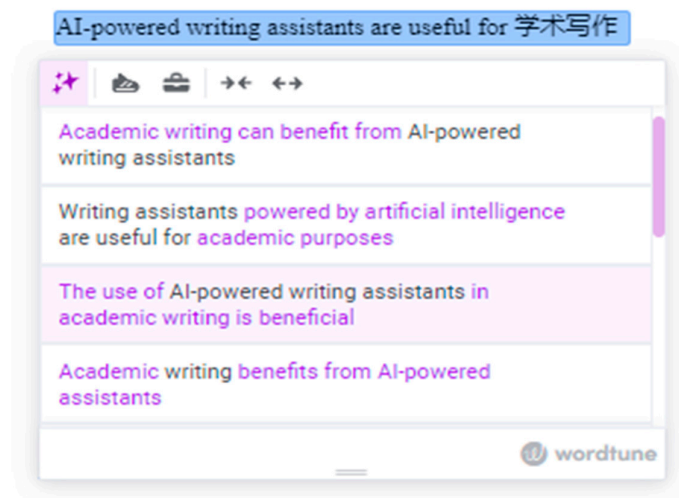 AI-powered writing assistants are useful for 学术写作
Academic writing can benefit from AI-powered
writing assistants
Writing assistants powered by artificial intelligence
are useful for academic purposes
The use of AI-powered writing assistants in
academic writing is beneficial
Academic writing benefits from AI-powered
assistants
wordtune